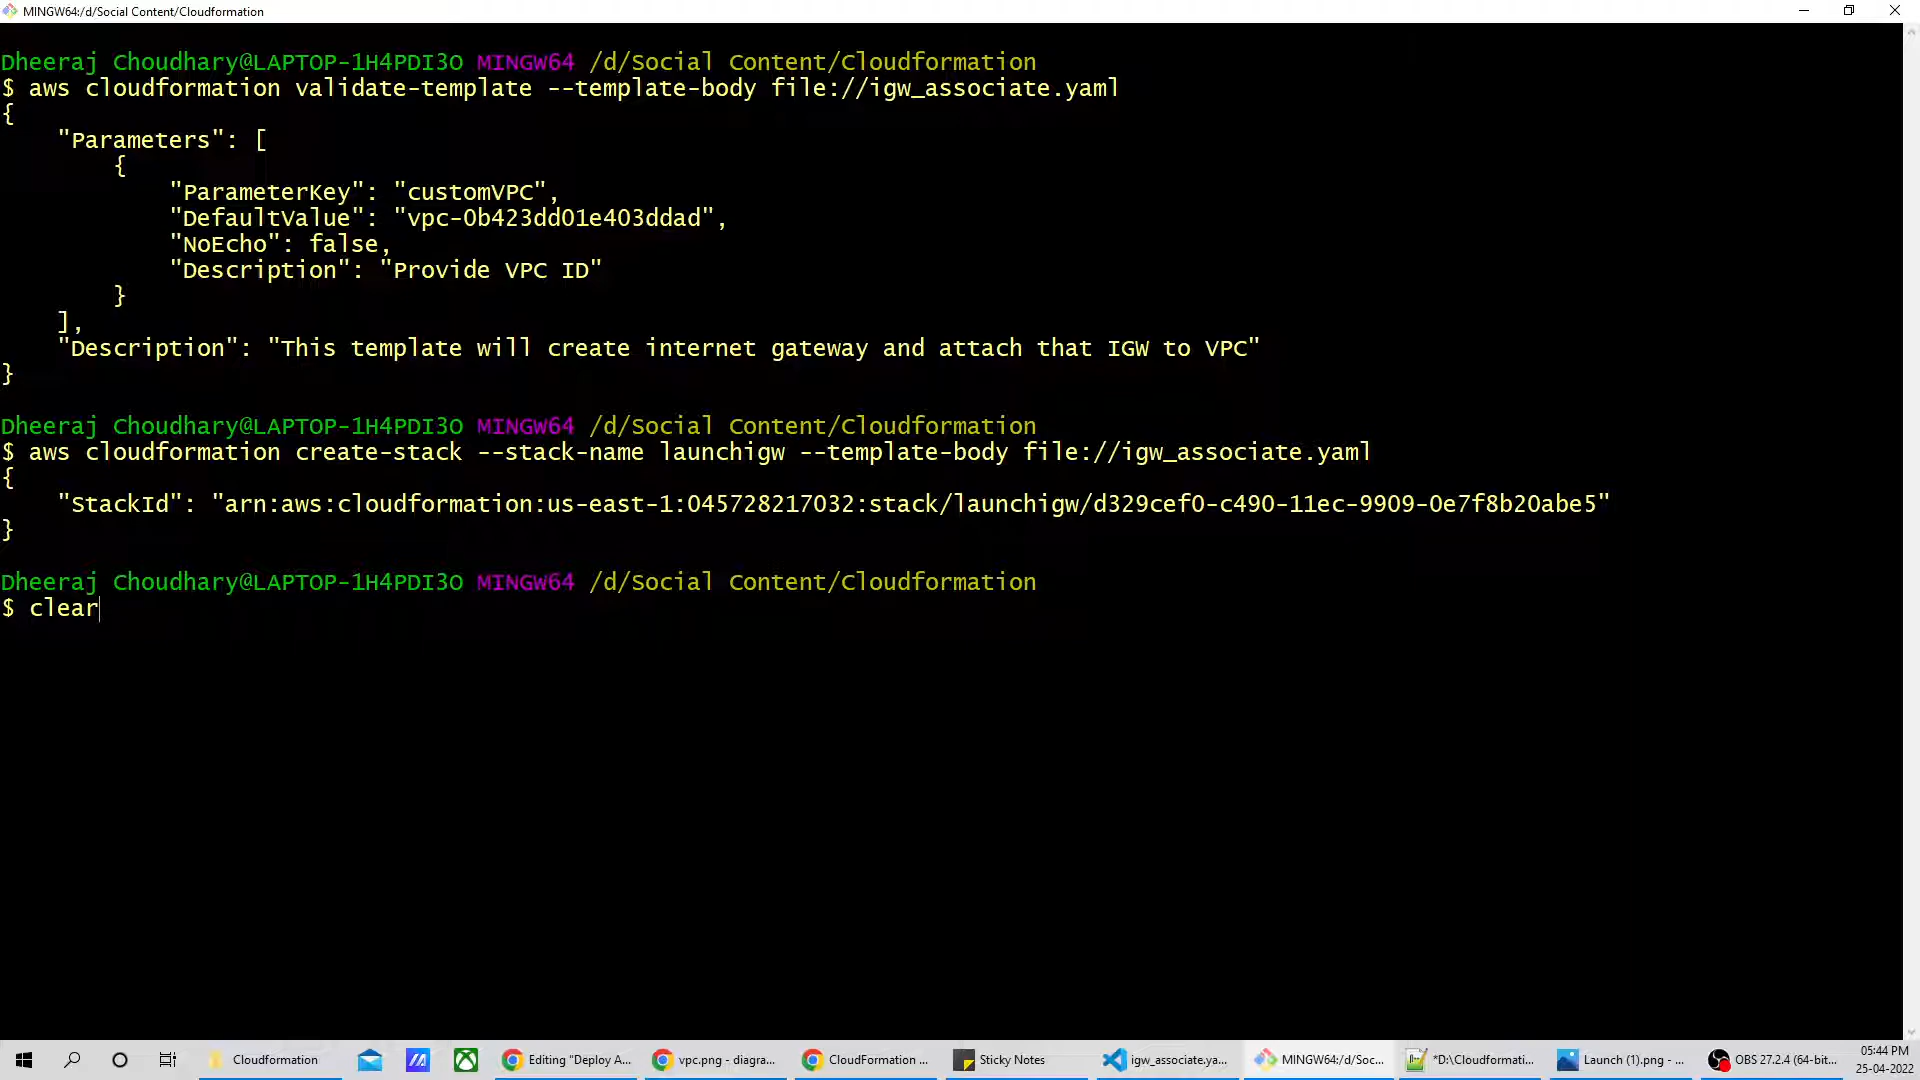 MINGW64:/d/Social Content/Cloudformation
Dheeraj Choudhary@LAPTOP-1H4PDI3O MINGW64 /d/Social Content/Cloudformation
$ aws cloudformation validate-template --template-body file://igw_associate.yaml
{
"Parameters": [
{
"ParameterKey": "customVPC",
"DefaultValue": "vpc-0b423dd01e403ddad",
"NoEcho": false,
"Description": "Provide VPC ID"
}
],
"Description": "This template will create internet gateway and attach that IGW to VPC"
}
Dheeraj Choudhary@LAPTOP-1H4PDI3O MINGW64 /d/Social Content/Cloudformation
$ aws cloudformation create-stack --stack-name launchigw --template-body file://igw_associate.yaml
{
"StackId": "arn:aws:cloudformation:us-east-1:045728217032:stack/launchigw/d329cef0-c490-11ec-9909-0e7f8b20abe5"
}
Dheeraj Choudhary@LAPTOP-1H4PDI3O MINGW64 /d/Social Content/Cloudformation
$ clear
Cloudformation Editing "Deploy A... vpc.png - diagra... CloudFormation ... Sticky Notes igw_associate.ya... MINGW64:/d/Soc... *D:\Cloudformati... Launch (1).png - ... OBS 27.2.4 (64-bit... 05:44 PM
25-04-2022